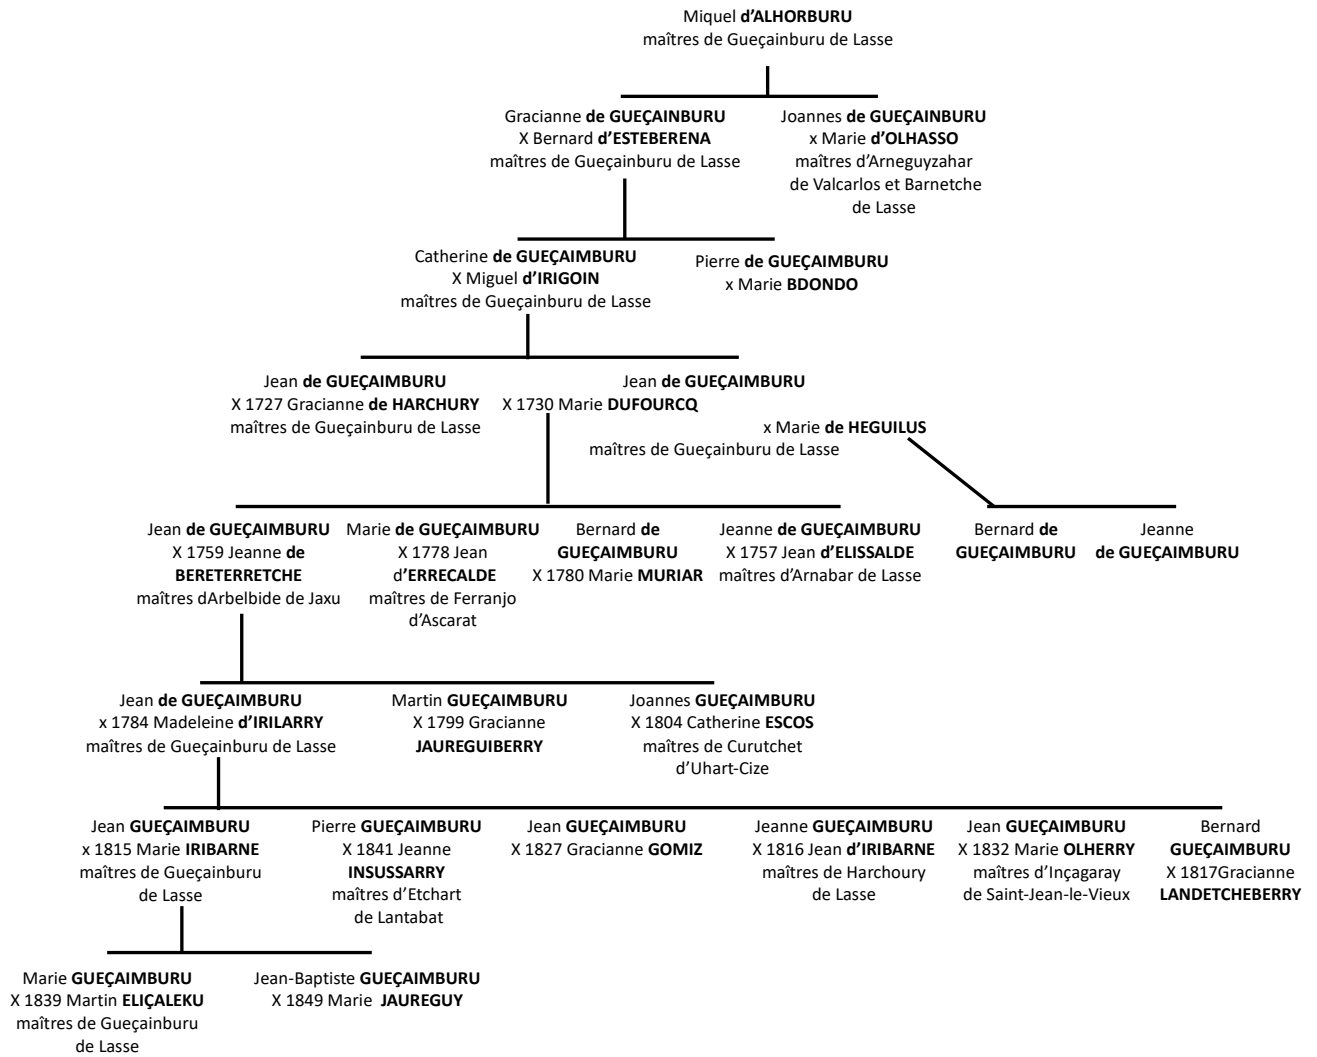 Miquel d'ALHORBURU
maîtres de Gueçainburu de Lasse
Gracianne de GUEÇAINBURU
X Bernard d'ESTEBERENA
maîtres de Gueçainburu de Lasse
Joannes de GUEÇAINBURU
x Marie d'OLHASSO
maîtres d'Arneguyzahar
de Valcarlos et Barnetche
de Lasse
Catherine de GUEÇAIMBURU
X Miguel d'IRIGOIN
maîtres de Gueçainburu de Lasse
Pierre de GUEÇAIMBURU
x Marie BDONDO
Jean de GUEÇAIMBURU
X 1727 Gracianne de HARCHURY
maîtres de Gueçainburu de Lasse
Jean de GUEÇAIMBURU
X 1730 Marie DUFOURCQ
x Marie de HEGUILUS
maîtres de Gueçainburu de Lasse
Jean de GUEÇAIMBURU
X 1759 Jeanne de
BERETERRETCHE
maîtres dArbelbide de Jaxu
Marie de GUEÇAIMBURU
X 1778 Jean
d'ERRECALDE
maîtres de Ferranjo
d'Ascarat
Bernard de
GUEÇAIMBURU
X 1780 Marie MURIAR
Jeanne de GUEÇAIMBURU
X 1757 Jean d'ELISSALDE
maîtres d'Arnabar de Lasse
Bernard de
GUEÇAIMBURU
Jeanne
de GUEÇAIMBURU
Jean de GUEÇAIMBURU
x 1784 Madeleine d'IRILARRY
maîtres de Gueçainburu de Lasse
Martin GUEÇAIMBURU
X 1799 Gracianne
JAUREGUIBERRY
Joannes GUEÇAIMBURU
X 1804 Catherine ESCOS
maîtres de Curutchet
d'Uhart-Cize
Jean GUEÇAIMBURU
x 1815 Marie IRIBARNE
maîtres de Gueçainburu
de Lasse
Pierre GUEÇAIMBURU
X 1841 Jeanne
INSUSSARRY
maîtres d'Etchart
de Lantabat
Jean GUEÇAIMBURU
X 1827 Gracianne GOMIZ
Jeanne GUEÇAIMBURU
X 1816 Jean d'IRIBARNE
maîtres de Harchoury
de Lasse
Jean GUEÇAIMBURU
X 1832 Marie OLHERRY
maîtres d'Inçagaray
de Saint-Jean-le-Vieux
Bernard
GUEÇAIMBURU
X 1817Gracianne
LANDETCHEBERRY
Marie GUEÇAIMBURU
X 1839 Martin ELIÇALEKU
maîtres de Gueçainburu
de Lasse
Jean-Baptiste GUEÇAIMBURU
X 1849 Marie JAUREGUY